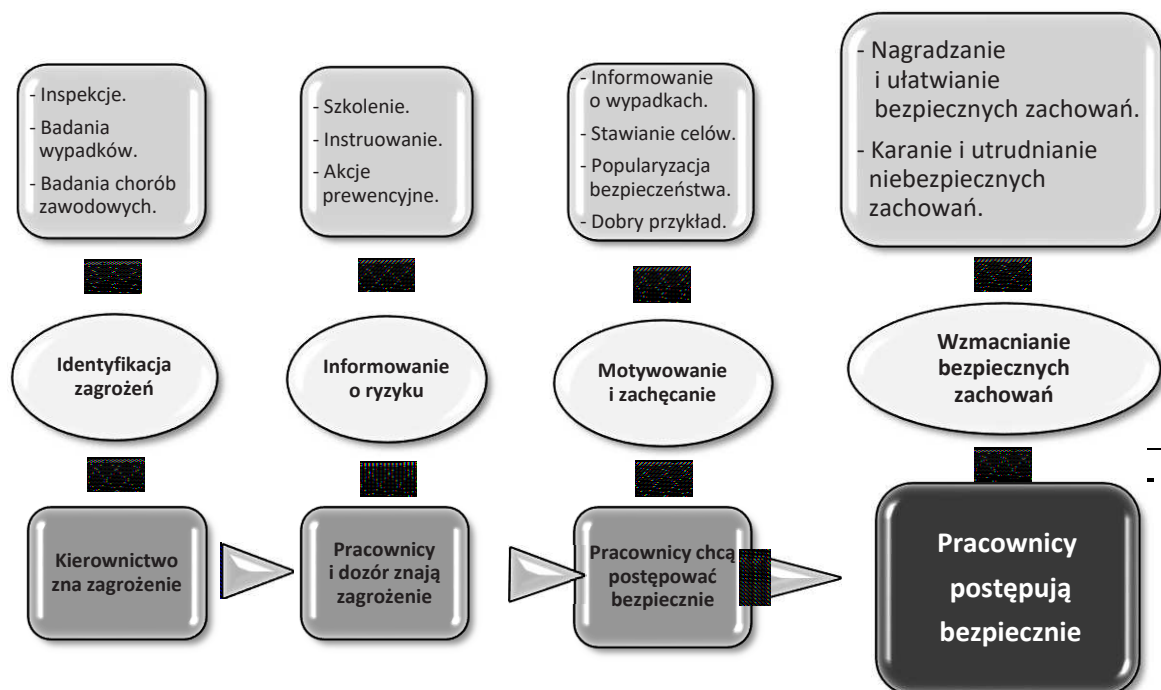 - Inspekcje.
- Badania
wypadków.
- Badania chorób
zawodowych.
- Szkolenie.
- Instruowanie.
- Akcje
prewencyjne.
- Informowanie
o wypadkach.
- Stawianie celów.
- Popularyzacja
bezpieczeństwa.
- Dobry przykład.
- Nagradzanie
i ułatwianie
bezpiecznych zachowań.
- Karanie i utrudnianie
niebezpiecznych
zachowań.
Identyfikacja
zagrożeń
Informowanie
o ryzyku
Motywowanie
i zachęcanie
Wzmacnianie
bezpiecznych
zachowań
Kierownictwo
zna zagrożenie
Pracownicy
i dozór znają
zagrożenie
Pracownicy chcą
postępować
bezpiecznie
Pracownicy
postępują
bezpiecznie